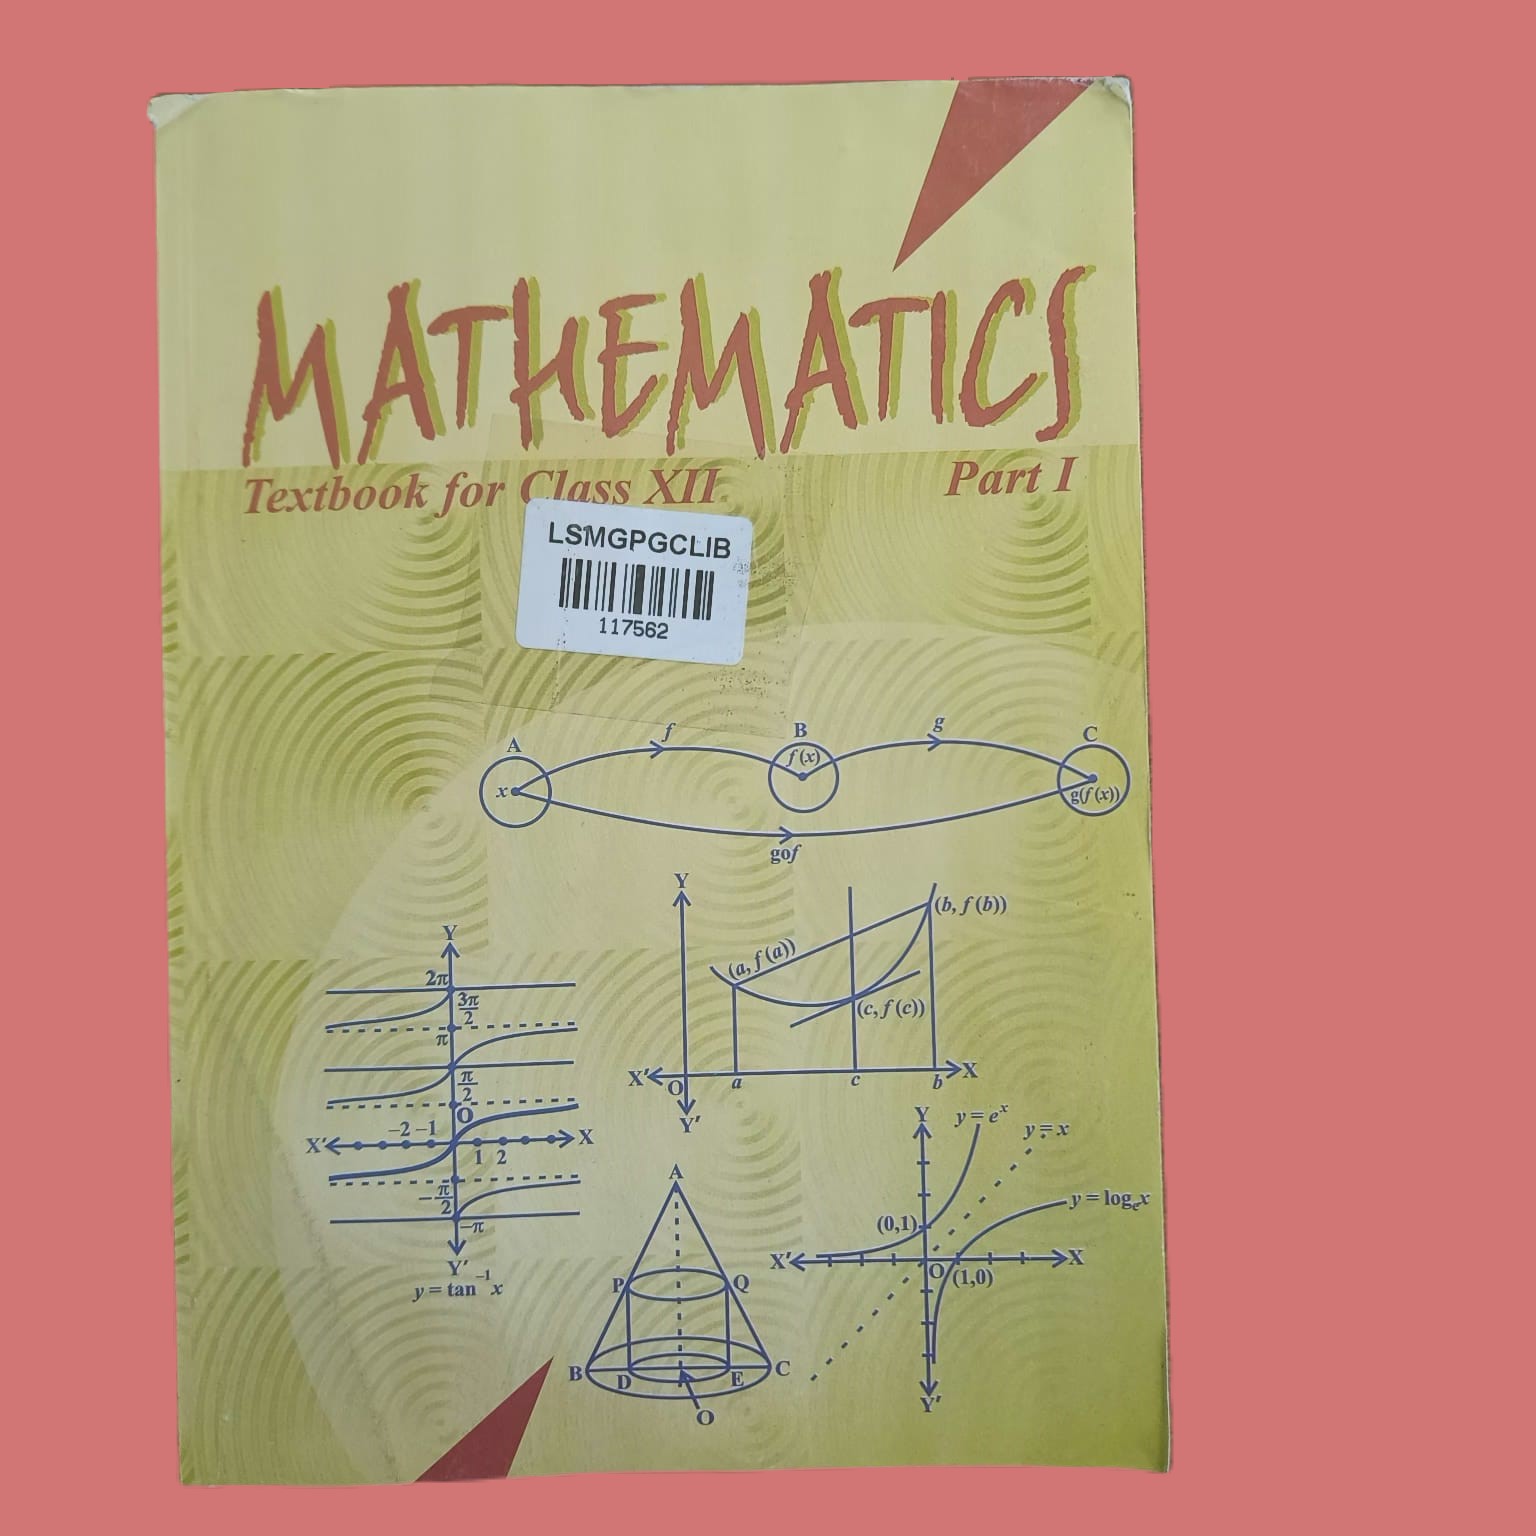 MATHEMATICS
Textbook for Class XII
Part I
LSMGPGCLIB
117562
A
f
B
g
C
x
f(x)
g(f(x))
gof
Y
(b, f(b))
(a, f(a))
(c, f(c))
X′
O
a
c
b
X
Y′
Y
2π
3π
2
π
π
2
O
–2 –1
X′
X
1 2
–π
2
–π
Y′
y = tan⁻¹ x
A
P
Q
B
D
E
C
O
Y
y = eˣ
y = x
y = logₑx
(0,1)
X′
O
(1,0)
X
Y′